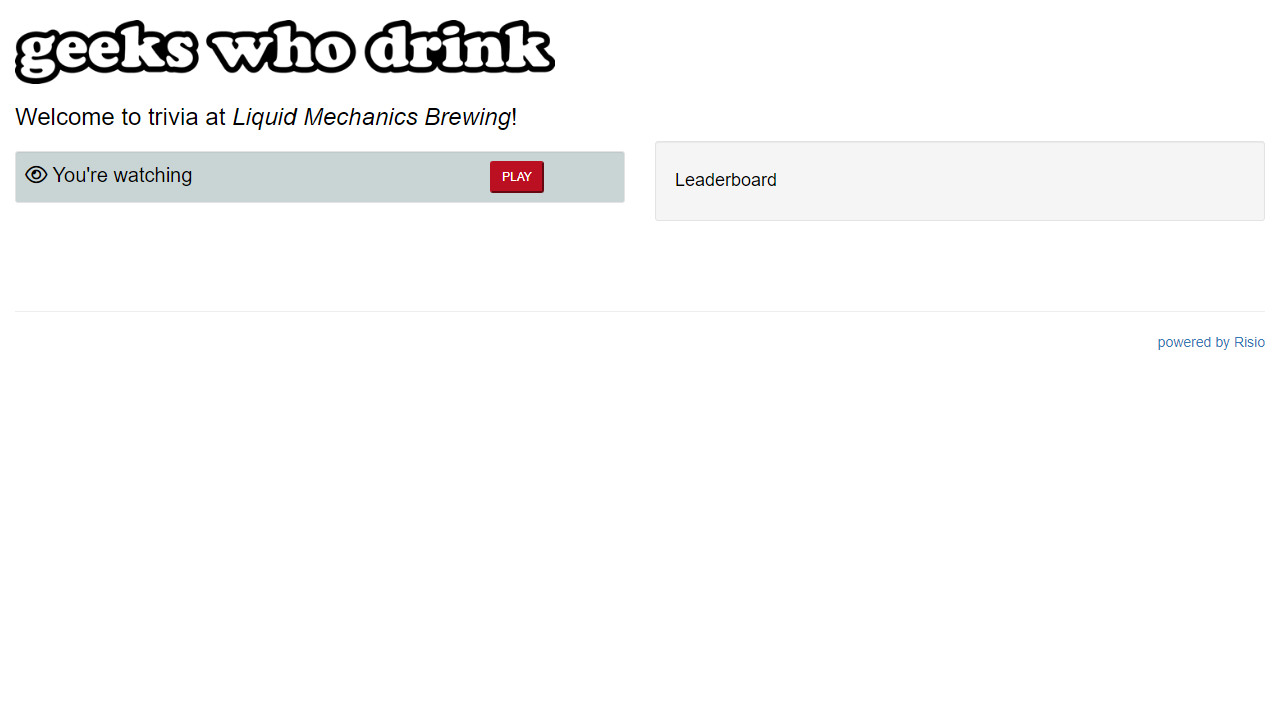 geeks who drink
Welcome to trivia at Liquid Mechanics Brewing!
You're watching
PLAY
Leaderboard
powered by Risio